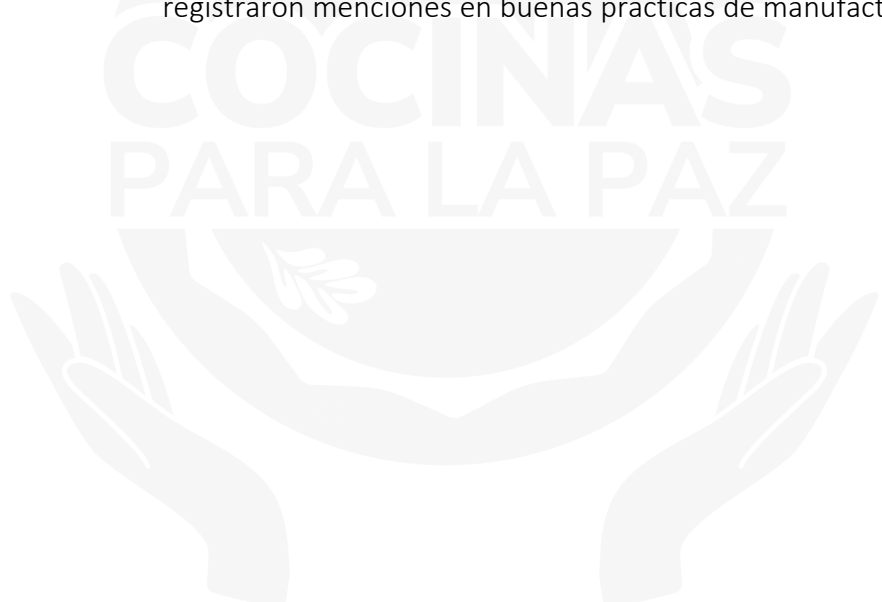 registraron menciones en buenas prácticas de manufact
COCINAS
PARA LA PAZ